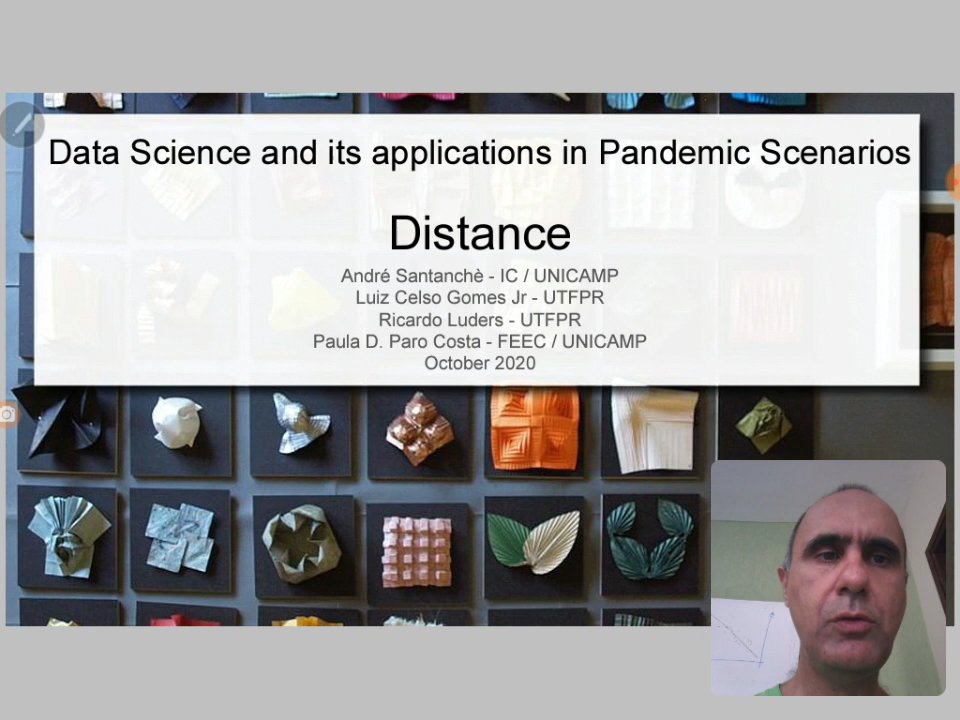 Data Science and its applications in Pandemic Scenarios
Distance
André Santanchè - IC / UNICAMP
Luiz Celso Gomes Jr - UTFPR
Ricardo Luders - UTFPR
Paula D. Paro Costa - FEEC / UNICAMP
October 2020